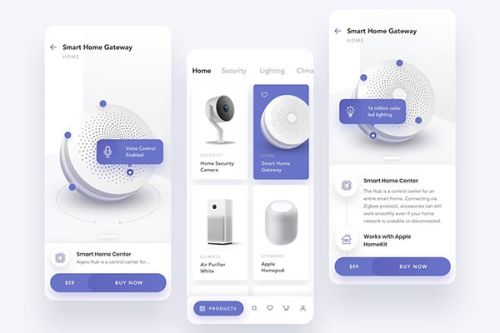 Smart Home Gateway
HOME
Voice Control
Enabled
Smart Home Center
Aqara Hub is a control center for...
$59
BUY NOW
Home Security Lighting Clima
SECURITY
Home Security
Camera
HOME
Smart Home
Gateway
CLIMATE
Air Purifier
White
SPEAKERS
Apple
Homepod
PRODUCTS
Smart Home Gateway
HOME
16 million color
led lighting
Smart Home Center
The Hub is a control center for an
entire smart home. Connecting via
Zigbee protocol, accessories can still
work smoothly even if your home
network is unstable or disconnected.
Works with Apple
HomeKit
$59
BUY NOW